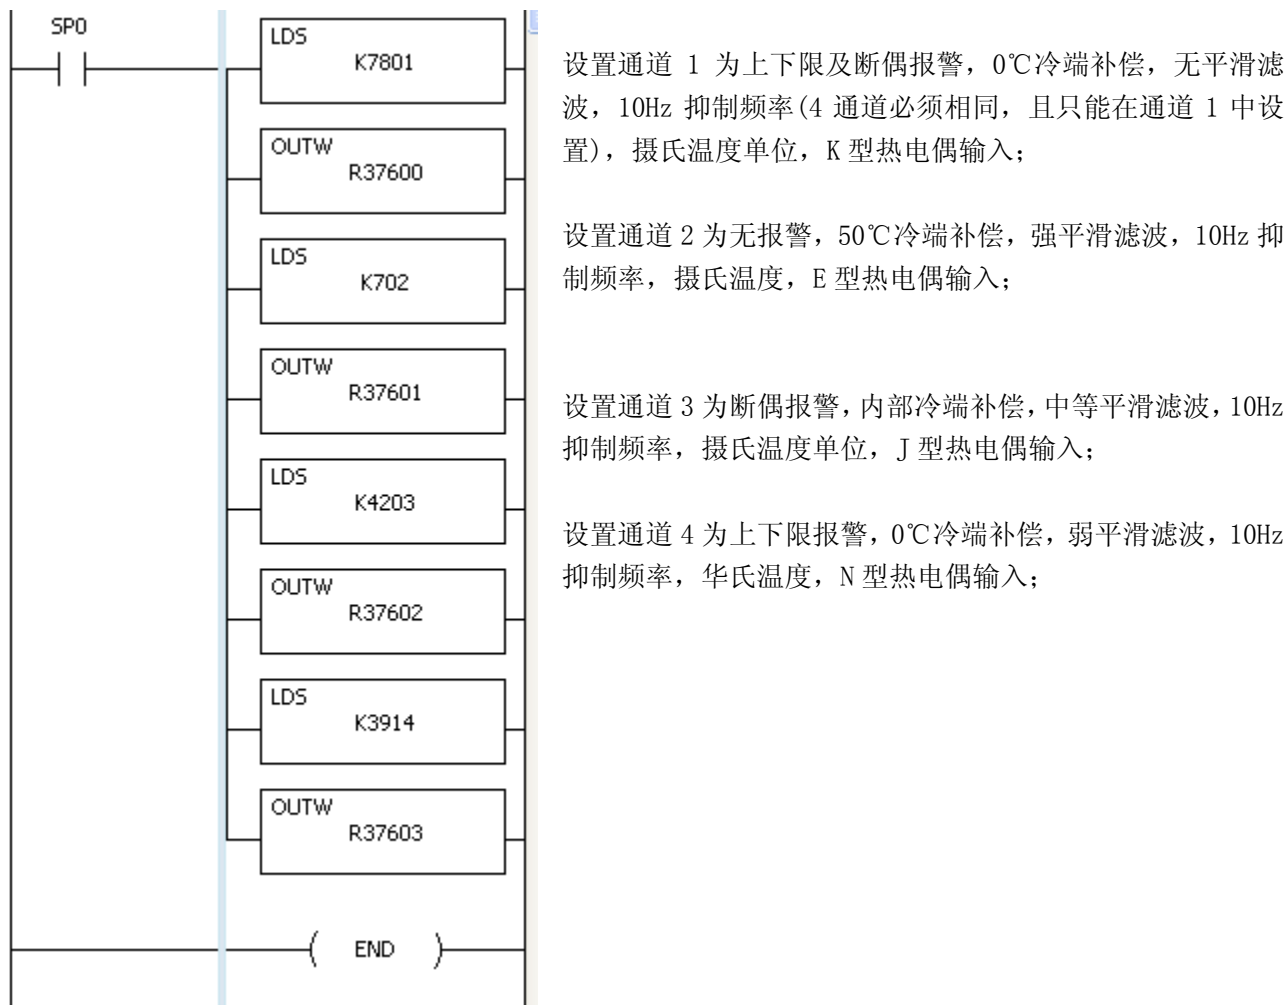 SP0
LDS
K7801
OUTW
R37600
LDS
K702
OUTW
R37601
LDS
K4203
OUTW
R37602
LDS
K3914
OUTW
R37603
END
设置通道 1 为上下限及断偶报警，0℃冷端补偿，无平滑滤
波，10Hz 抑制频率(4 通道必须相同，且只能在通道 1 中设
置)，摄氏温度单位，K 型热电偶输入；
设置通道 2 为无报警，50℃冷端补偿，强平滑滤波，10Hz 抑
制频率，摄氏温度，E 型热电偶输入；
设置通道 3 为断偶报警，内部冷端补偿，中等平滑滤波，10Hz
抑制频率，摄氏温度单位，J 型热电偶输入；
设置通道 4 为上下限报警，0℃冷端补偿，弱平滑滤波，10Hz
抑制频率，华氏温度，N 型热电偶输入；